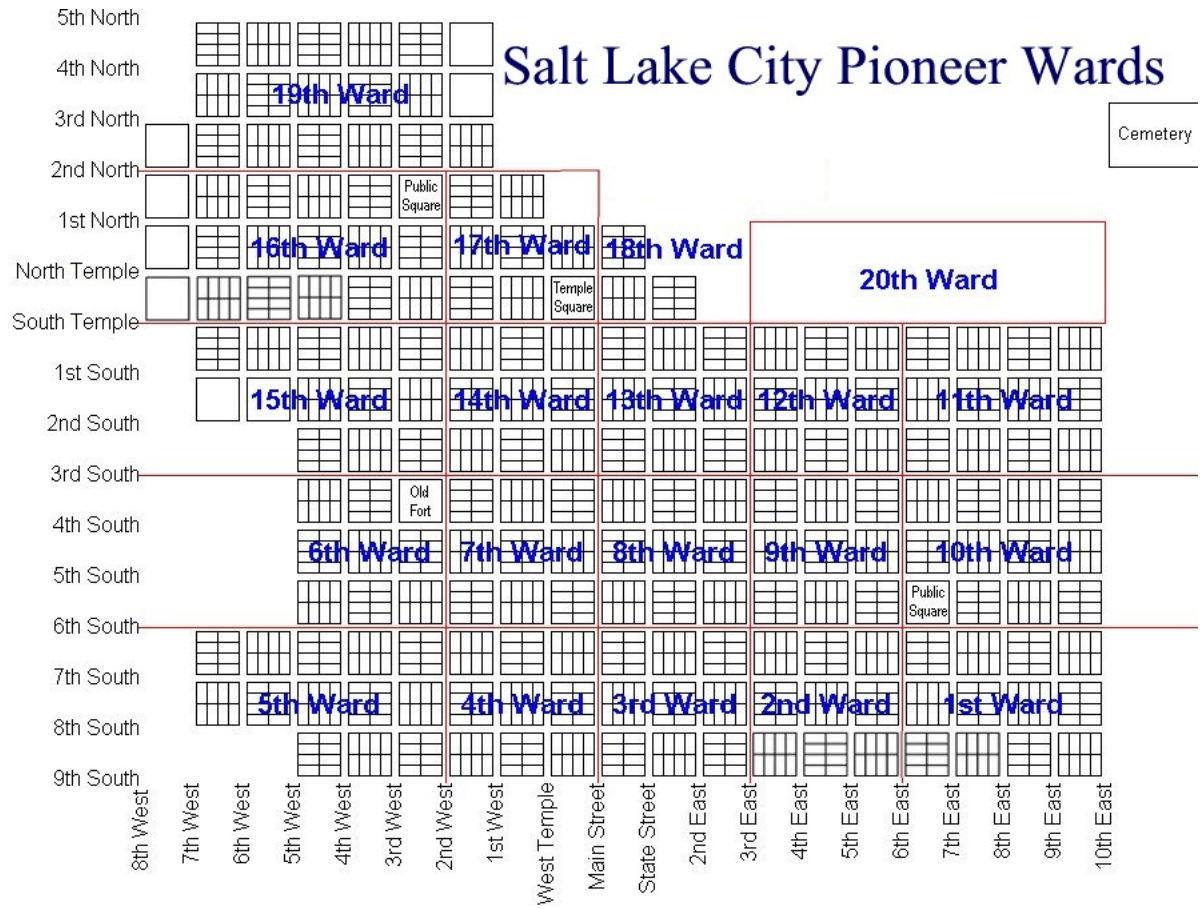 Salt Lake City Pioneer Wards
5th North
4th North
19th Ward
3rd North
Cemetery
2nd North
Public
Square
1st North
16th Ward
17th Ward
18th Ward
North Temple
20th Ward
Temple
Square
South Temple
1st South
15th Ward
14th Ward
13th Ward
12th Ward
11th Ward
2nd South
3rd South
Old
Fort
4th South
6th Ward
7th Ward
8th Ward
9th Ward
10th Ward
5th South
Public
Square
6th South
7th South
5th Ward
4th Ward
3rd Ward
2nd Ward
1st Ward
8th South
9th South
8th West
7th West
6th West
5th West
4th West
3rd West
2nd West
1st West
West Temple
Main Street
State Street
2nd East
3rd East
4th East
5th East
6th East
7th East
8th East
9th East
10th East